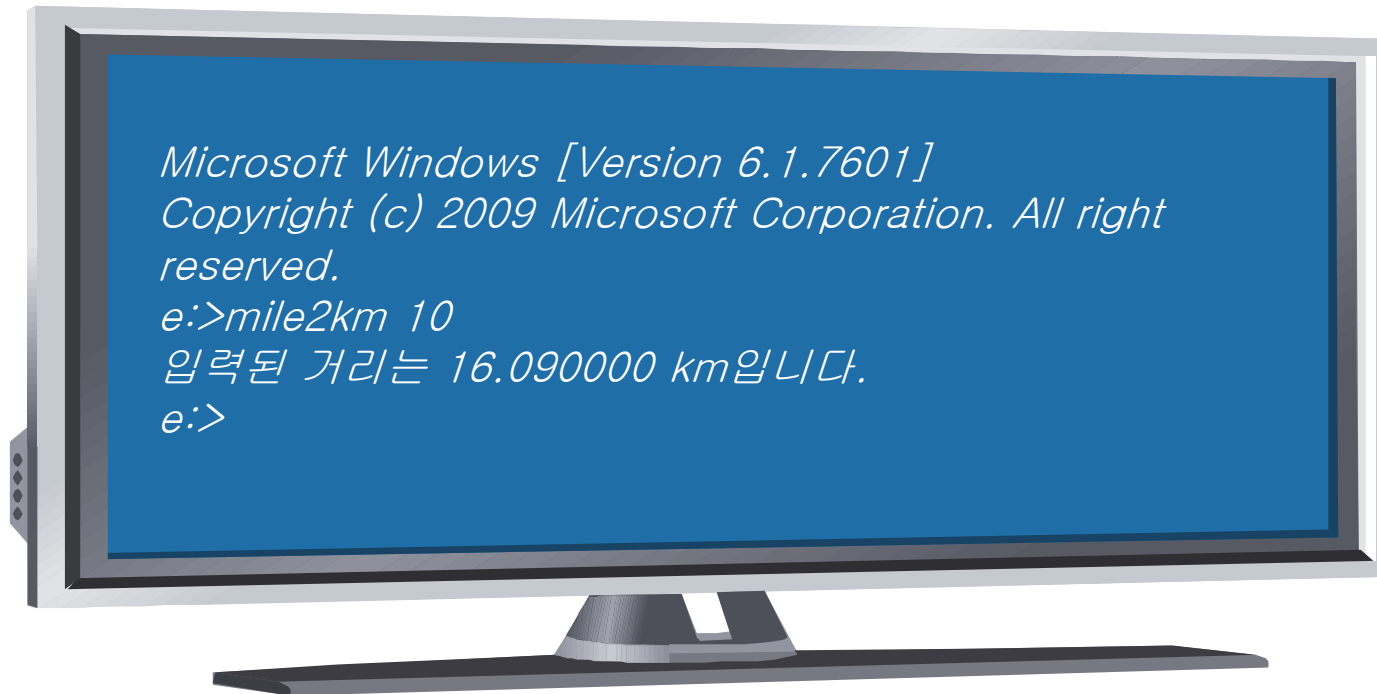 Microsoft Windows [Version 6.1.7601]
Copyright (c) 2009 Microsoft Corporation. All right
reserved.
e:>mile2km 10
입력된 거리는 16.090000 km입니다.
e:>